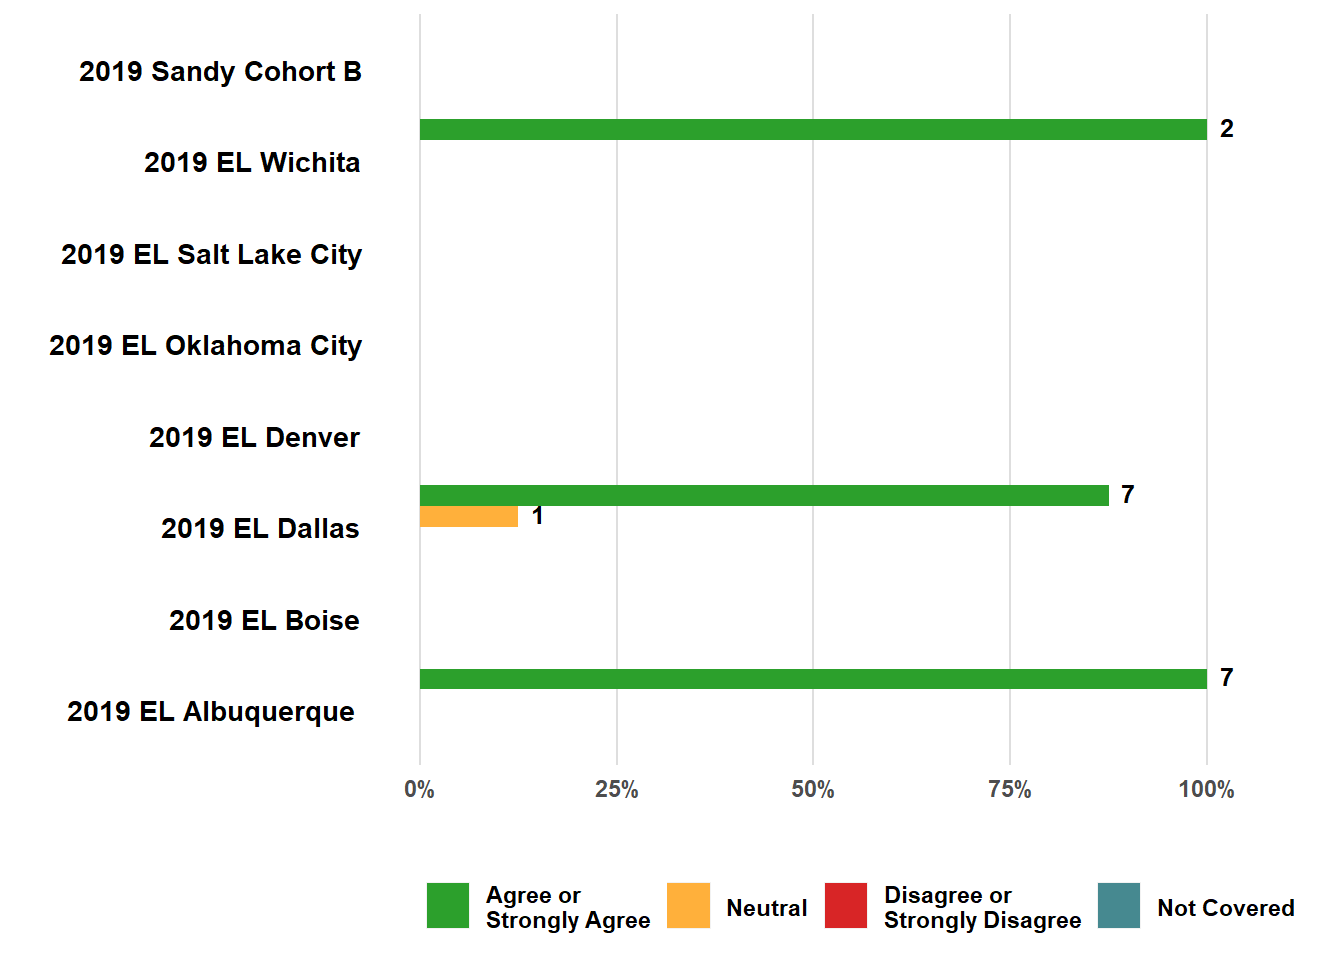 2019 Sandy Cohort B
2
2019 EL Wichita
2019 EL Salt Lake City
2019 EL Oklahoma City
2019 EL Denver
7
1
2019 EL Dallas
2019 EL Boise
7
2019 EL Albuquerque
0% 25% 50% 75% 100%
Agree or
Strongly Agree
Neutral
Disagree or
Strongly Disagree
Not Covered